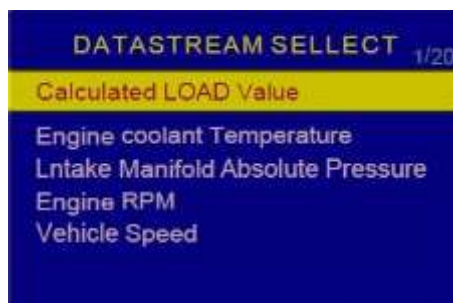 DATASTREAM SELLECT 1/20
Calculated LOAD Value
Engine coolant Temperature
Lntake Manifold Absolute Pressure
Engine RPM
Vehicle Speed